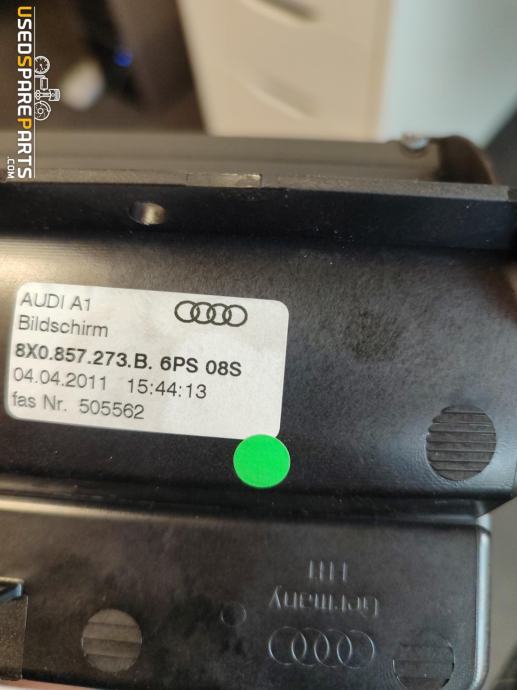 USEDSPAREPARTS
.COM
AUDI A1
Bildschirm
8X0.857.273.B. 6PS 08S
04.04.2011 15:44:13
fas Nr. 505562
Germany